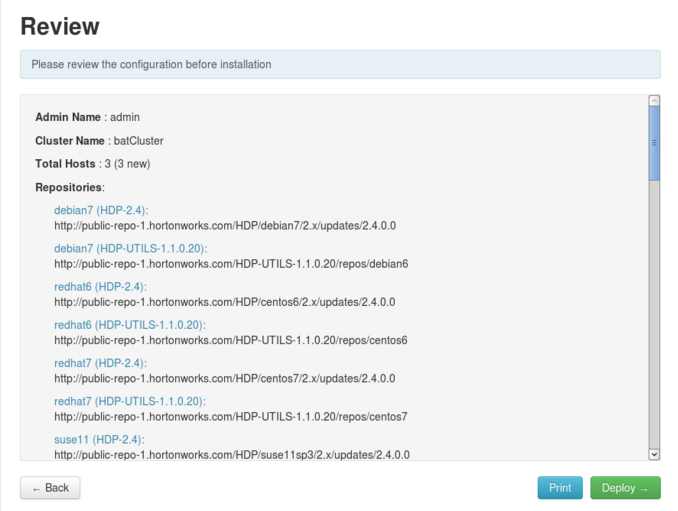 Review
Please review the configuration before installation
Admin Name : admin
Cluster Name : batCluster
Total Hosts : 3 (3 new)
Repositories:
debian7 (HDP-2.4):
http://public-repo-1.hortonworks.com/HDP/debian7/2.x/updates/2.4.0.0
debian7 (HDP-UTILS-1.1.0.20):
http://public-repo-1.hortonworks.com/HDP-UTILS-1.1.0.20/repos/debian6
redhat6 (HDP-2.4):
http://public-repo-1.hortonworks.com/HDP/centos6/2.x/updates/2.4.0.0
redhat6 (HDP-UTILS-1.1.0.20):
http://public-repo-1.hortonworks.com/HDP-UTILS-1.1.0.20/repos/centos6
redhat7 (HDP-2.4):
http://public-repo-1.hortonworks.com/HDP/centos7/2.x/updates/2.4.0.0
redhat7 (HDP-UTILS-1.1.0.20):
http://public-repo-1.hortonworks.com/HDP-UTILS-1.1.0.20/repos/centos7
suse11 (HDP-2.4):
http://public-repo-1.hortonworks.com/HDP/suse11sp3/2.x/updates/2.4.0.0
← Back
Print
Deploy →